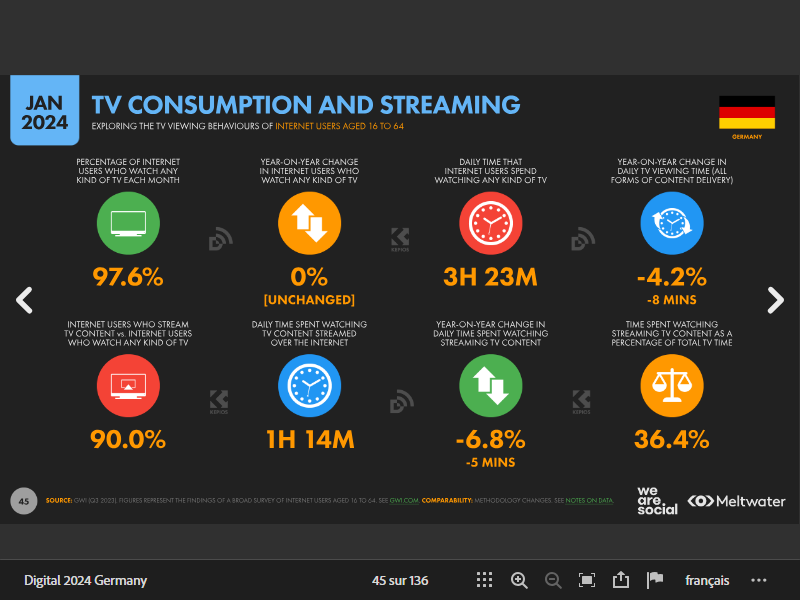 JAN
2024
TV CONSUMPTION AND STREAMING
EXPLORING THE TV VIEWING BEHAVIOURS OF INTERNET USERS AGED 16 TO 64
GERMANY
PERCENTAGE OF INTERNET
USERS WHO WATCH ANY
KIND OF TV EACH MONTH
97.6%
YEAR-ON-YEAR CHANGE
IN INTERNET USERS WHO
WATCH ANY KIND OF TV
0%
[UNCHANGED]
DAILY TIME THAT
INTERNET USERS SPEND
WATCHING ANY KIND OF TV
3H 23M
YEAR-ON-YEAR CHANGE IN
DAILY TV VIEWING TIME (ALL
FORMS OF CONTENT DELIVERY)
-4.2%
-8 MINS
KEPIOS
INTERNET USERS WHO STREAM
TV CONTENT vs. INTERNET USERS
WHO WATCH ANY KIND OF TV
90.0%
DAILY TIME SPENT WATCHING
TV CONTENT STREAMED
OVER THE INTERNET
1H 14M
YEAR-ON-YEAR CHANGE IN
DAILY TIME SPENT WATCHING
STREAMING TV CONTENT
-6.8%
-5 MINS
TIME SPENT WATCHING
STREAMING TV CONTENT AS A
PERCENTAGE OF TOTAL TV TIME
36.4%
KEPIOS
KEPIOS
45
SOURCE: GWI (Q3 2023). FIGURES REPRESENT THE FINDINGS OF A BROAD SURVEY OF INTERNET USERS AGED 16 TO 64. SEE GWI.COM. COMPARABILITY: METHODOLOGY CHANGES. SEE NOTES ON DATA.
we
are.
social
Meltwater
Digital 2024 Germany
45 sur 136
français